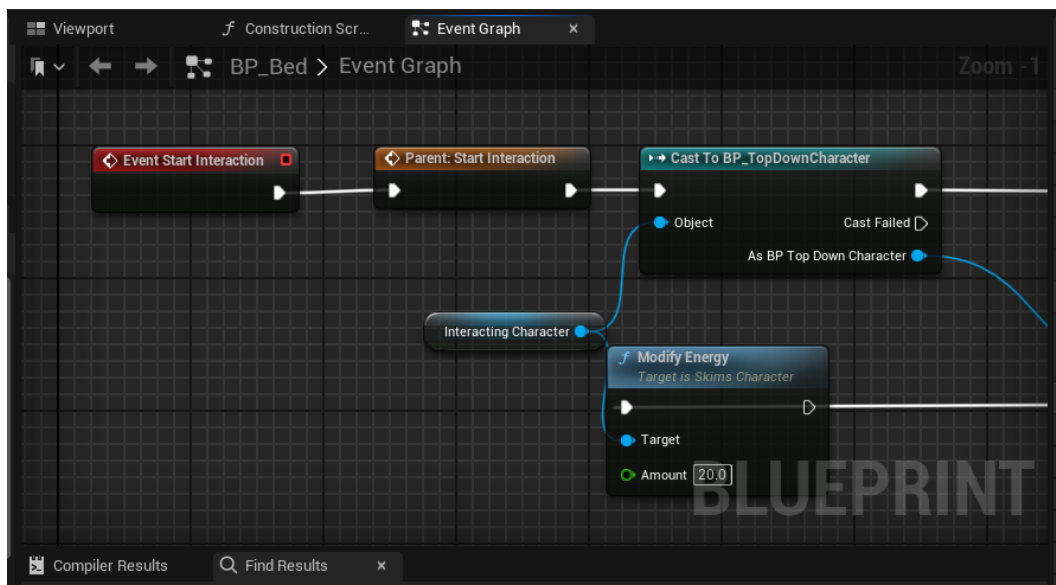 Viewport
Construction Scr...
Event Graph
BP_Bed > Event Graph
Zoom -1
Event Start Interaction
Parent: Start Interaction
Cast To BP_TopDownCharacter
Object
Cast Failed
As BP Top Down Character
Interacting Character
Modify Energy
Target is Skims Character
Target
Amount 20.0
BLUEPRINT
Compiler Results
Find Results